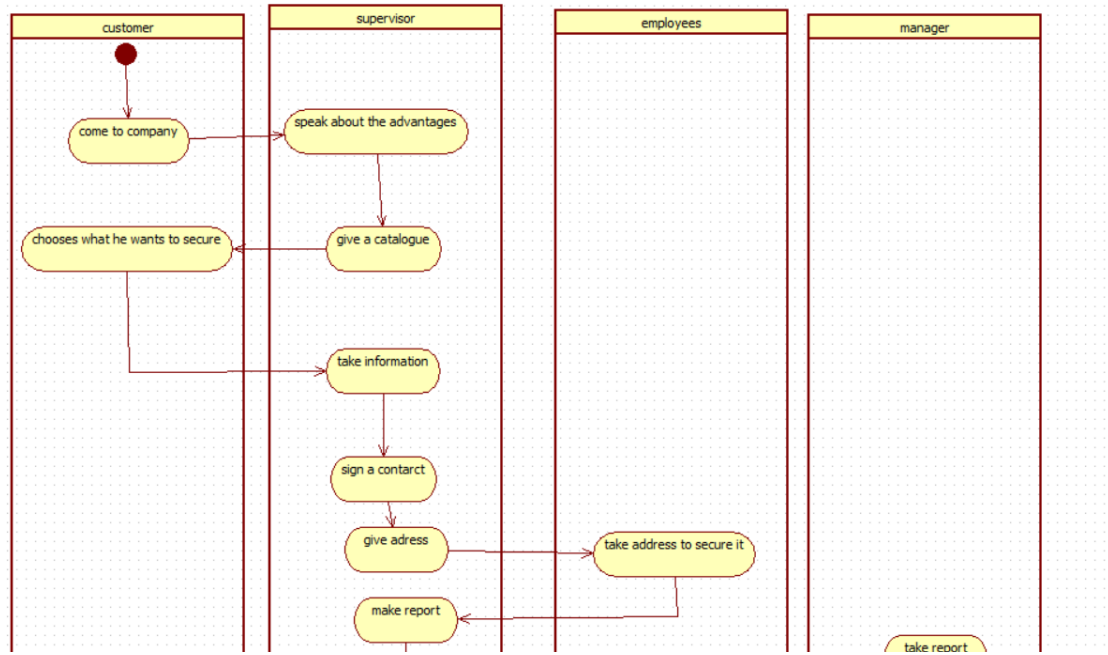 customer
supervisor
employees
manager
come to company
speak about the advantages
chooses what he wants to secure
give a catalogue
take information
sign a contarct
give adress
take address to secure it
make report
take report